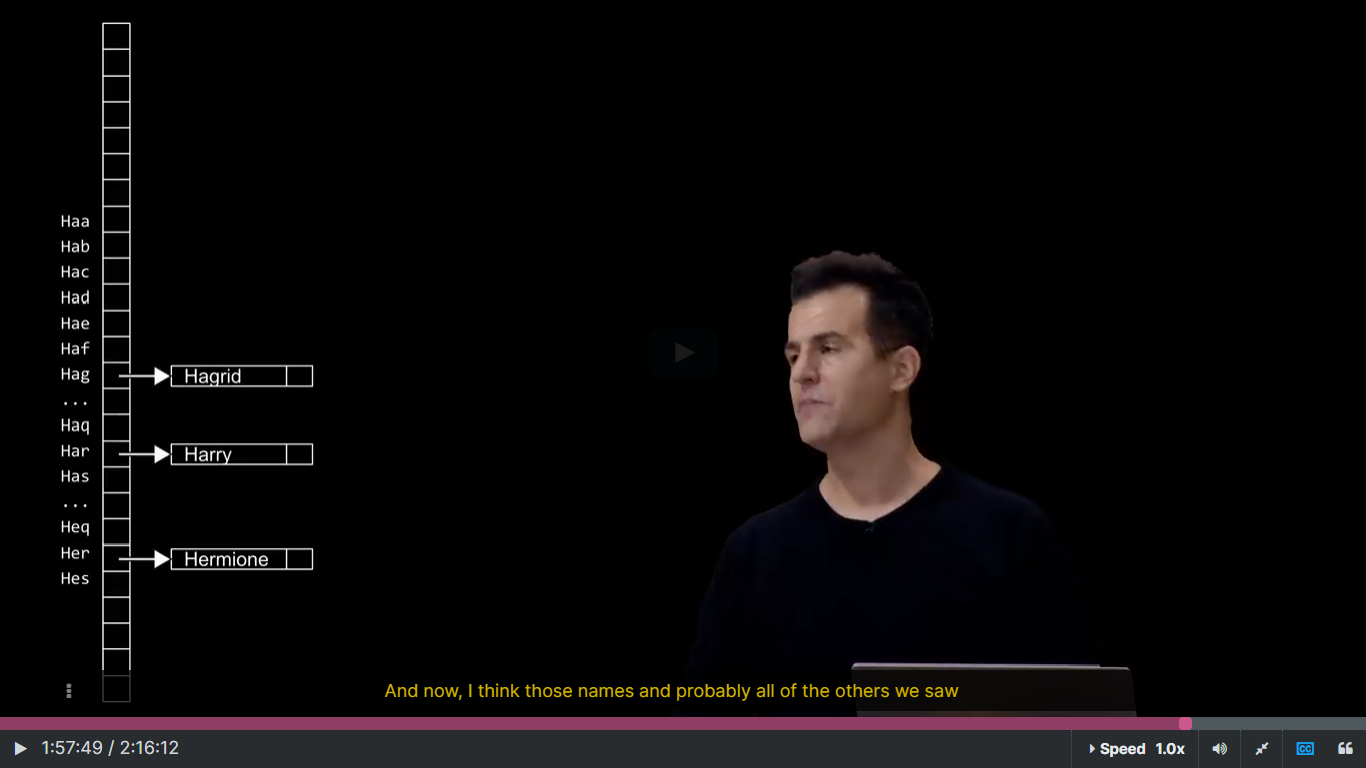 Haa
Hab
Hac
Had
Hae
Haf
Hag Hagrid
...
Haq
Har Harry
Has
...
Heq
Her Hermione
Hes
And now, I think those names and probably all of the others we saw
1:57:49 / 2:16:12 Speed 1.0x CC